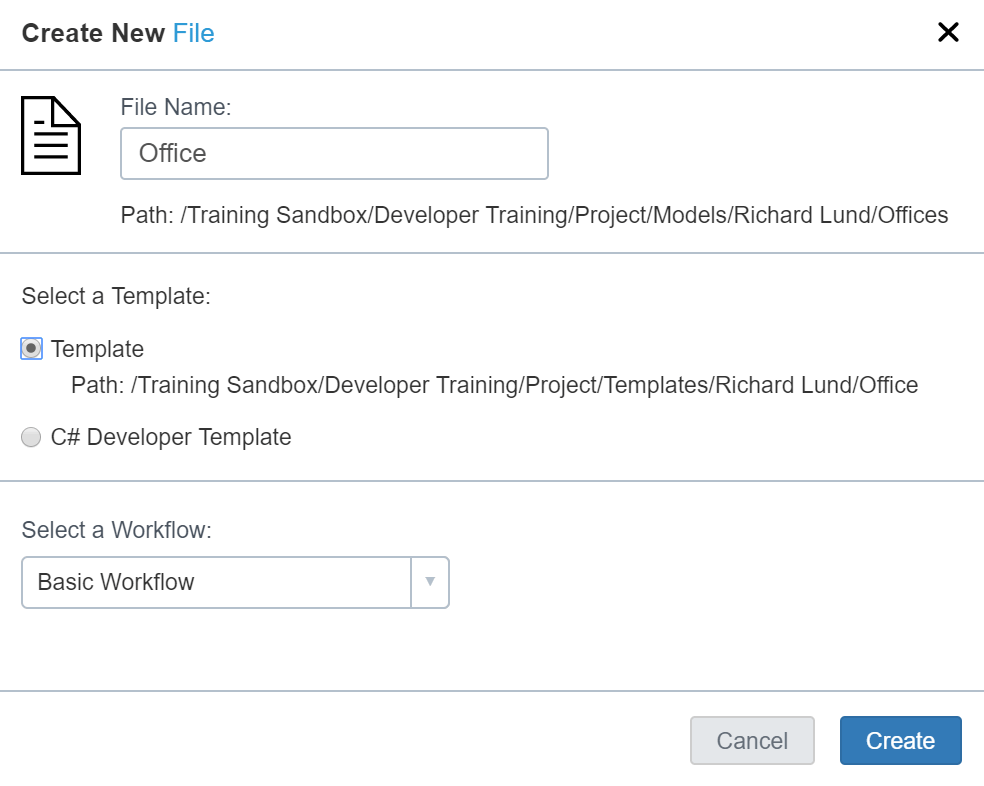 Create New File
File Name:
Office
Path: /Training Sandbox/Developer Training/Project/Models/Richard Lund/Offices
Select a Template:
Template
Path: /Training Sandbox/Developer Training/Project/Templates/Richard Lund/Office
C# Developer Template
Select a Workflow:
Basic Workflow
Cancel Create